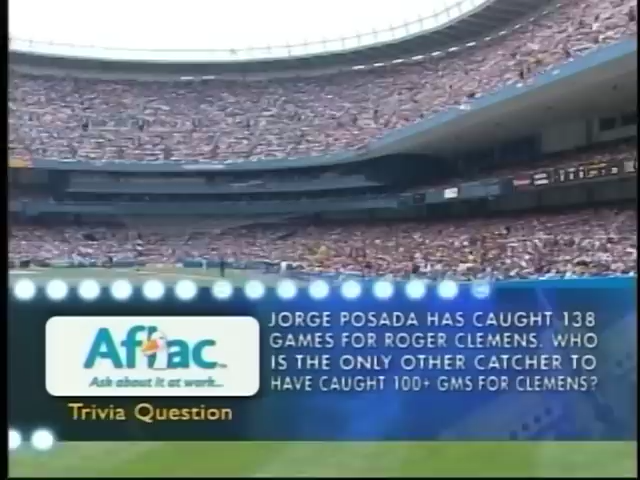 JORGE POSADA HAS CAUGHT 138
GAMES FOR ROGER CLEMENS. WHO
IS THE ONLY OTHER CATCHER TO
HAVE CAUGHT 100+ GMS FOR CLEMENS?
Aflac™
Ask about it at work...
Trivia Question